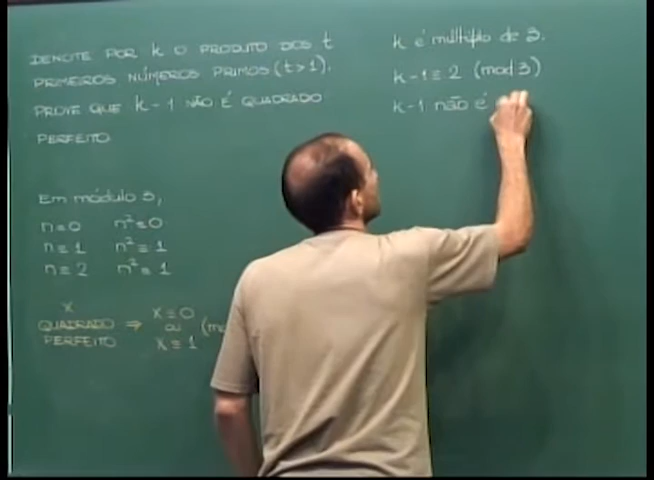 DENOTE POR k O PRODUTO DOS t
PRIMEIROS NÚMEROS PRIMOS (t>1).
PROVE QUE k-1 NÃO É QUADRADO
PERFEITO
Em módulo 3,
n≡0 n²≡0
n≡1 n²≡1
n≡2 n²≡1
x
QUADRADO
PERFEITO
⇒
x≡0
ou
x≡1
k é múltiplo de 3.
k-1≡2 (mod 3)
k-1 não é